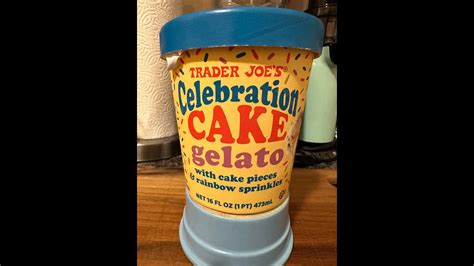 TRADER JOE'S
Celebration
CAKE
gelato
with cake pieces
& rainbow sprinkles
NET 16 FL OZ (1 PT) 473mL